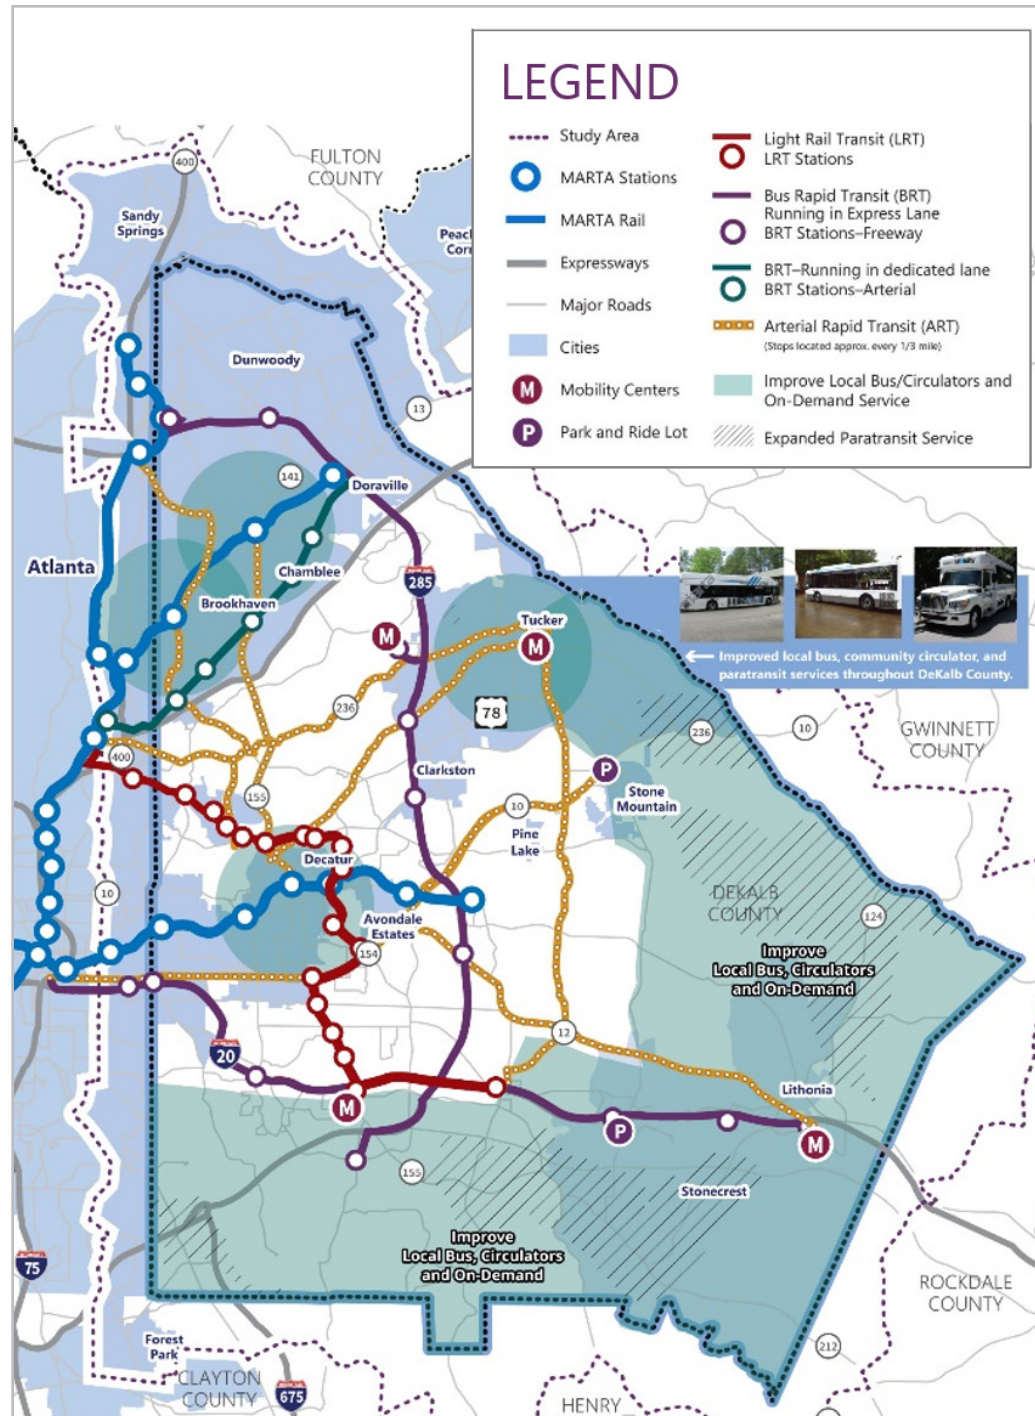 LEGEND
Study Area
MARTA Stations
MARTA Rail
Expressways
Major Roads
Cities
M
Mobility Centers
P
Park and Ride Lot
Light Rail Transit (LRT)
LRT Stations
Bus Rapid Transit (BRT)
Running in Express Lane
BRT Stations–Freeway
BRT–Running in dedicated lane
BRT Stations–Arterial
Arterial Rapid Transit (ART)
(Stops located approx. every 1/3 mile)
Improve Local Bus/Circulators and
On-Demand Service
Expanded Paratransit Service
FULTON
COUNTY
400
Sandy
Springs
Peac
Corn
Dunwoody
13
141
Doraville
Atlanta
Chamblee
285
Brookhaven
Tucker
M
M
Improved local bus, community circulator, and
paratransit services throughout DeKalb County.
236
78
236
10
GWINNETT
COUNTY
400
Clarkston
P
155
10
Stone
Mountain
Pine
Lake
Decatur
10
DEKALB
COUNTY
124
Avondale
Estates
154
Improve
Local Bus, Circulators
and On-Demand
12
20
Lithonia
M
P
M
155
Stonecrest
Improve
Local Bus, Circulators
and On-Demand
75
ROCKDALE
COUNTY
Forest
Park
212
CLAYTON
COUNTY
675
HENRY